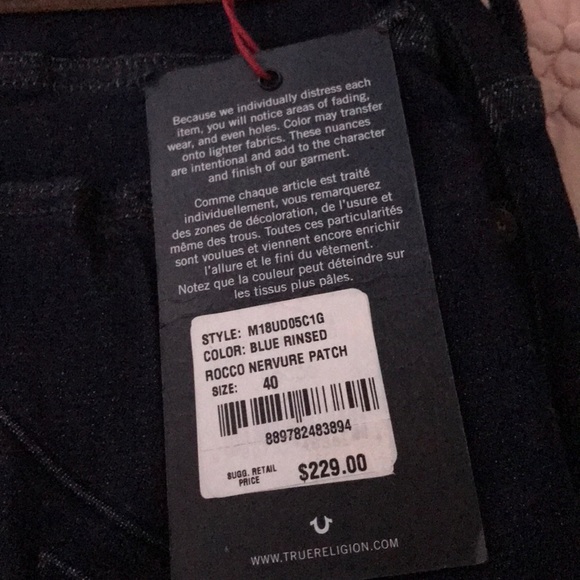 Because we individually distress each
item, you will notice areas of fading,
wear, and even holes. Color may transfer
onto lighter fabrics. These nuances
are intentional and add to the character
and finish of our garment.
Comme chaque article est traité
individuellement, vous remarquerez
des zones de décoloration, de l'usure et
même des trous. Toutes ces particularités
sont voulues et viennent encore enrichir
l'allure et le fini du vêtement.
Notez que la couleur peut déteindre sur
les tissus plus pâles.
STYLE: M18UD05C1G
COLOR: BLUE RINSED
ROCCO NERVURE PATCH
SIZE: 40
889782483894
SUGG. RETAIL
PRICE $229.00
WWW.TRUERELIGION.COM